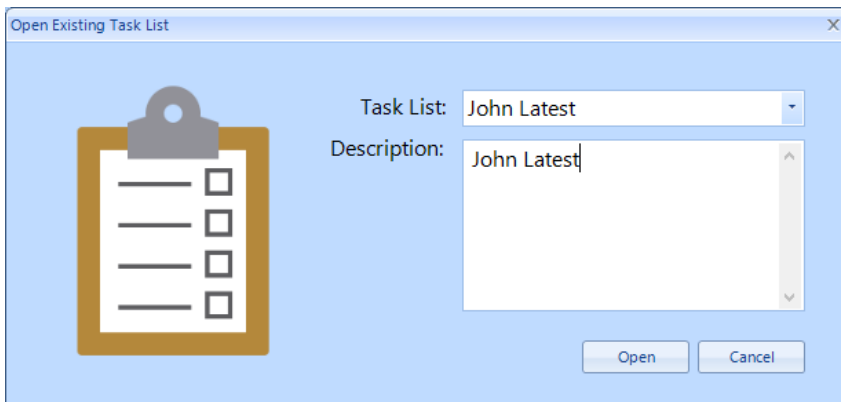 Open Existing Task List
Task List: John Latest
Description: John Latest
Open Cancel